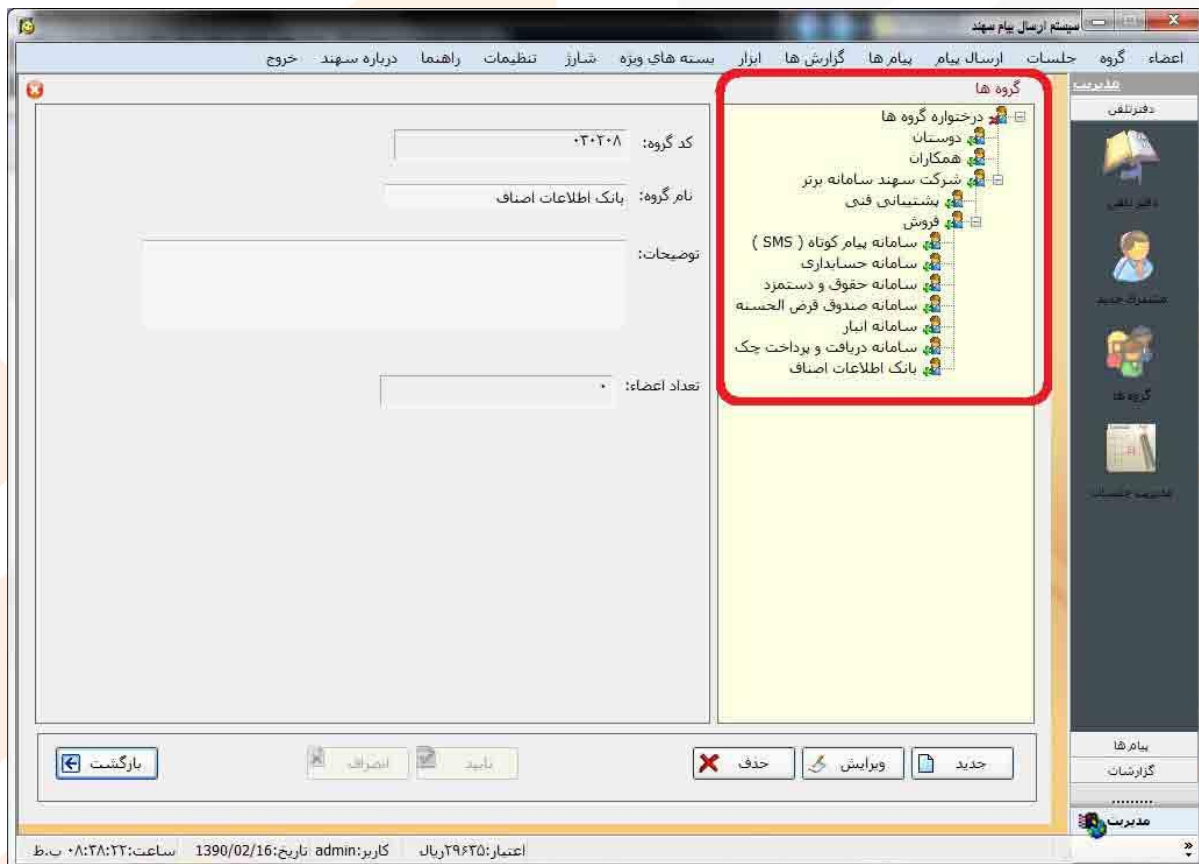 سیستم ارسال پیام سهند
اعضاء گروه جلسات ارسال پیام پیام ها گزارش ها ابزار بسته های ویژه شارژ تنظیمات راهنما درباره سهند خروج
مدیریت
دفترتلفن
دفتر تلفن
مشترک جدید
گروه ها
مدیریت جلسات
پیام ها
گزارشات
مدیریت
گروه ها
درختواره گروه ها
دوستان
همکاران
شرکت سهند سامانه برتر
پشتیبانی فنی
فروش
سامانه پیام کوتاه ( SMS )
سامانه حسابداری
سامانه حقوق و دستمزد
سامانه صندوق قرض الحسنه
سامانه انبار
سامانه دریافت و پرداخت چک
بانک اطلاعات اصناف
کد گروه: ۰۳۰۲۰۸
نام گروه: بانک اطلاعات اصناف
توضیحات:
تعداد اعضاء: ۰
جدید ویرایش حذف تایید انصراف بازگشت
اعتبار:۲۹۶۳۵ریال کاربر:admin تاریخ:1390/02/16 ساعت:۰۸:۳۸:۲۲ ب.ظ